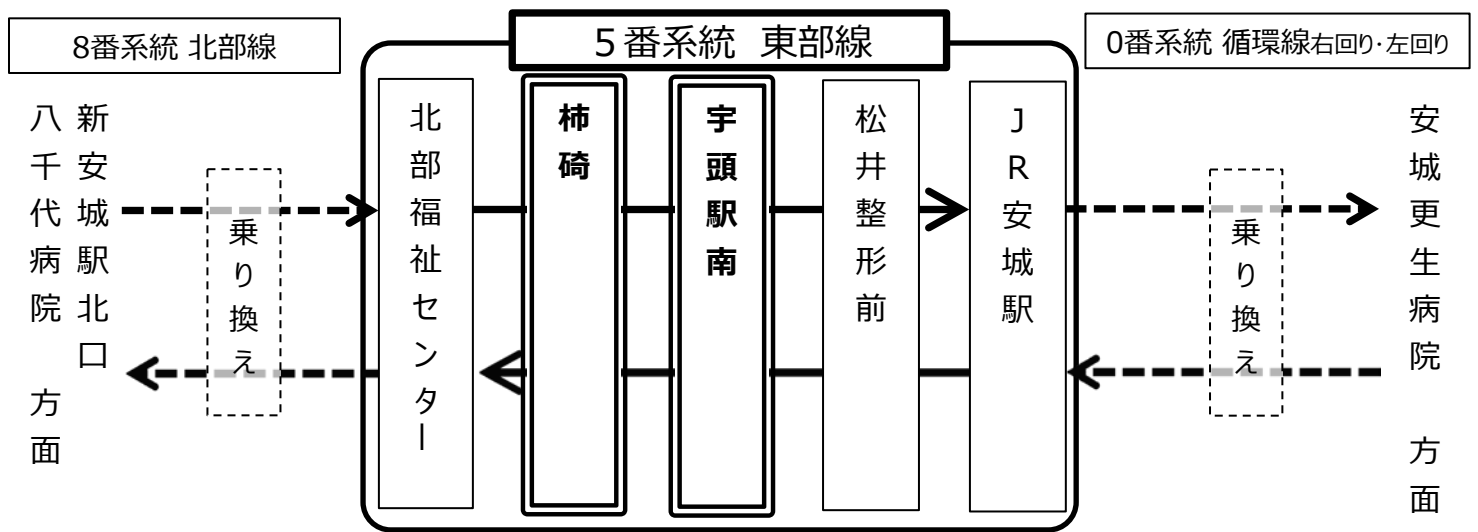 8番系統 北部線
5番系統 東部線
0番系統 循環線右回り・左回り
新安城駅北口
八千代病院 方面
乗り換え
北部福祉センター
柿碕
宇頭駅南
松井整形前
JR安城駅
乗り換え
安城更生病院 方面